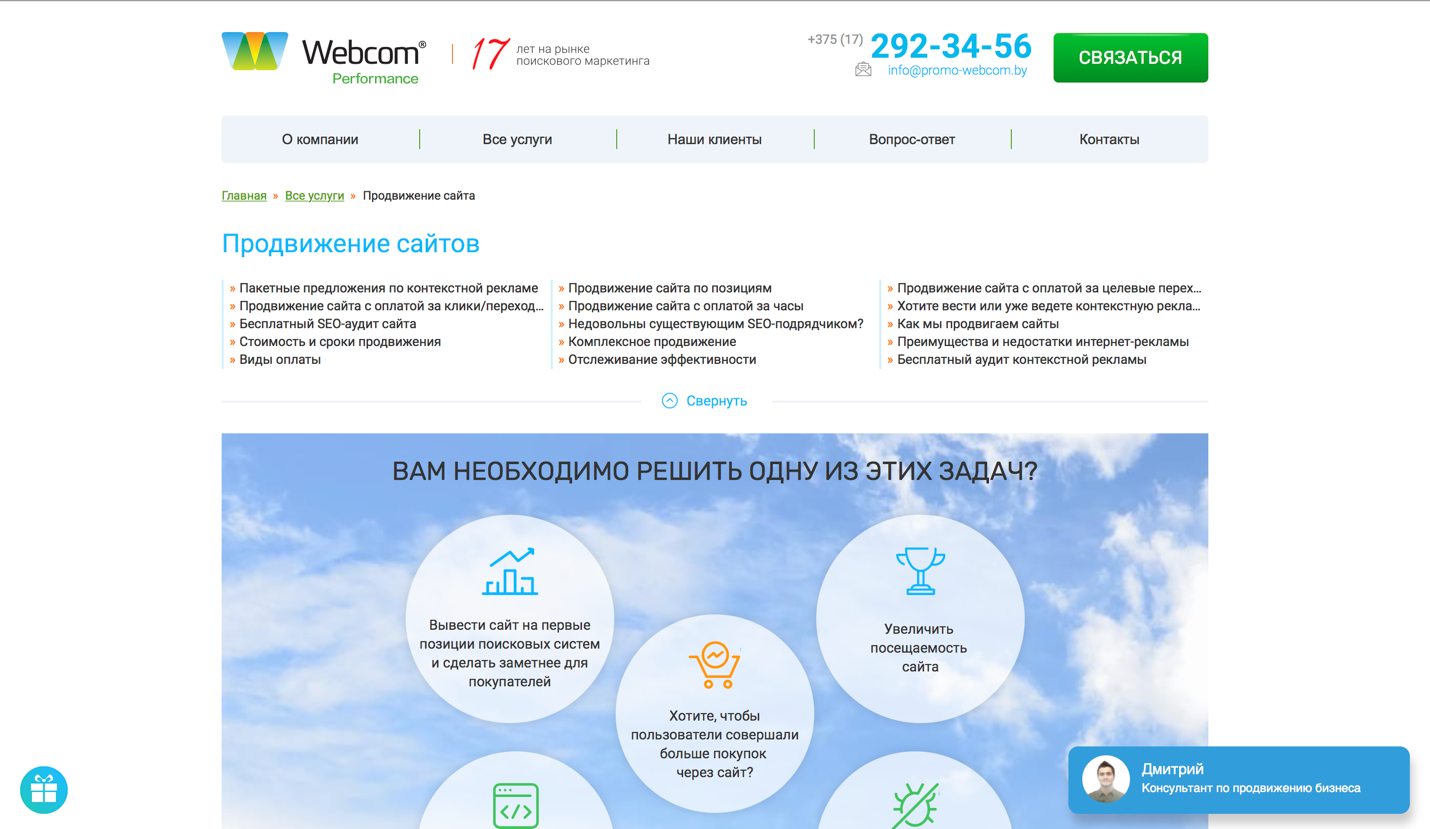 Webcom®
Performance
17 лет на рынке
поискового маркетинга
+375 (17) 292-34-56
info@promo-webcom.by
СВЯЗАТЬСЯ
О компании
Все услуги
Наши клиенты
Вопрос-ответ
Контакты
Главная » Все услуги » Продвижение сайта
Продвижение сайтов
» Пакетные предложения по контекстной рекламе
» Продвижение сайта с оплатой за клики/переход...
» Бесплатный SEO-аудит сайта
» Стоимость и сроки продвижения
» Виды оплаты
» Продвижение сайта по позициям
» Продвижение сайта с оплатой за часы
» Недовольны существующим SEO-подрядчиком?
» Комплексное продвижение
» Отслеживание эффективности
» Продвижение сайта с оплатой за целевые перех...
» Хотите вести или уже ведете контекстную рекла...
» Как мы продвигаем сайты
» Преимущества и недостатки интернет-рекламы
» Бесплатный аудит контекстной рекламы
Свернуть
ВАМ НЕОБХОДИМО РЕШИТЬ ОДНУ ИЗ ЭТИХ ЗАДАЧ?
Вывести сайт на первые
позиции поисковых систем
и сделать заметнее для
покупателей
Хотите, чтобы
пользователи совершали
больше покупок
через сайт?
Увеличить
посещаемость
сайта
Дмитрий
Консультант по продвижению бизнеса